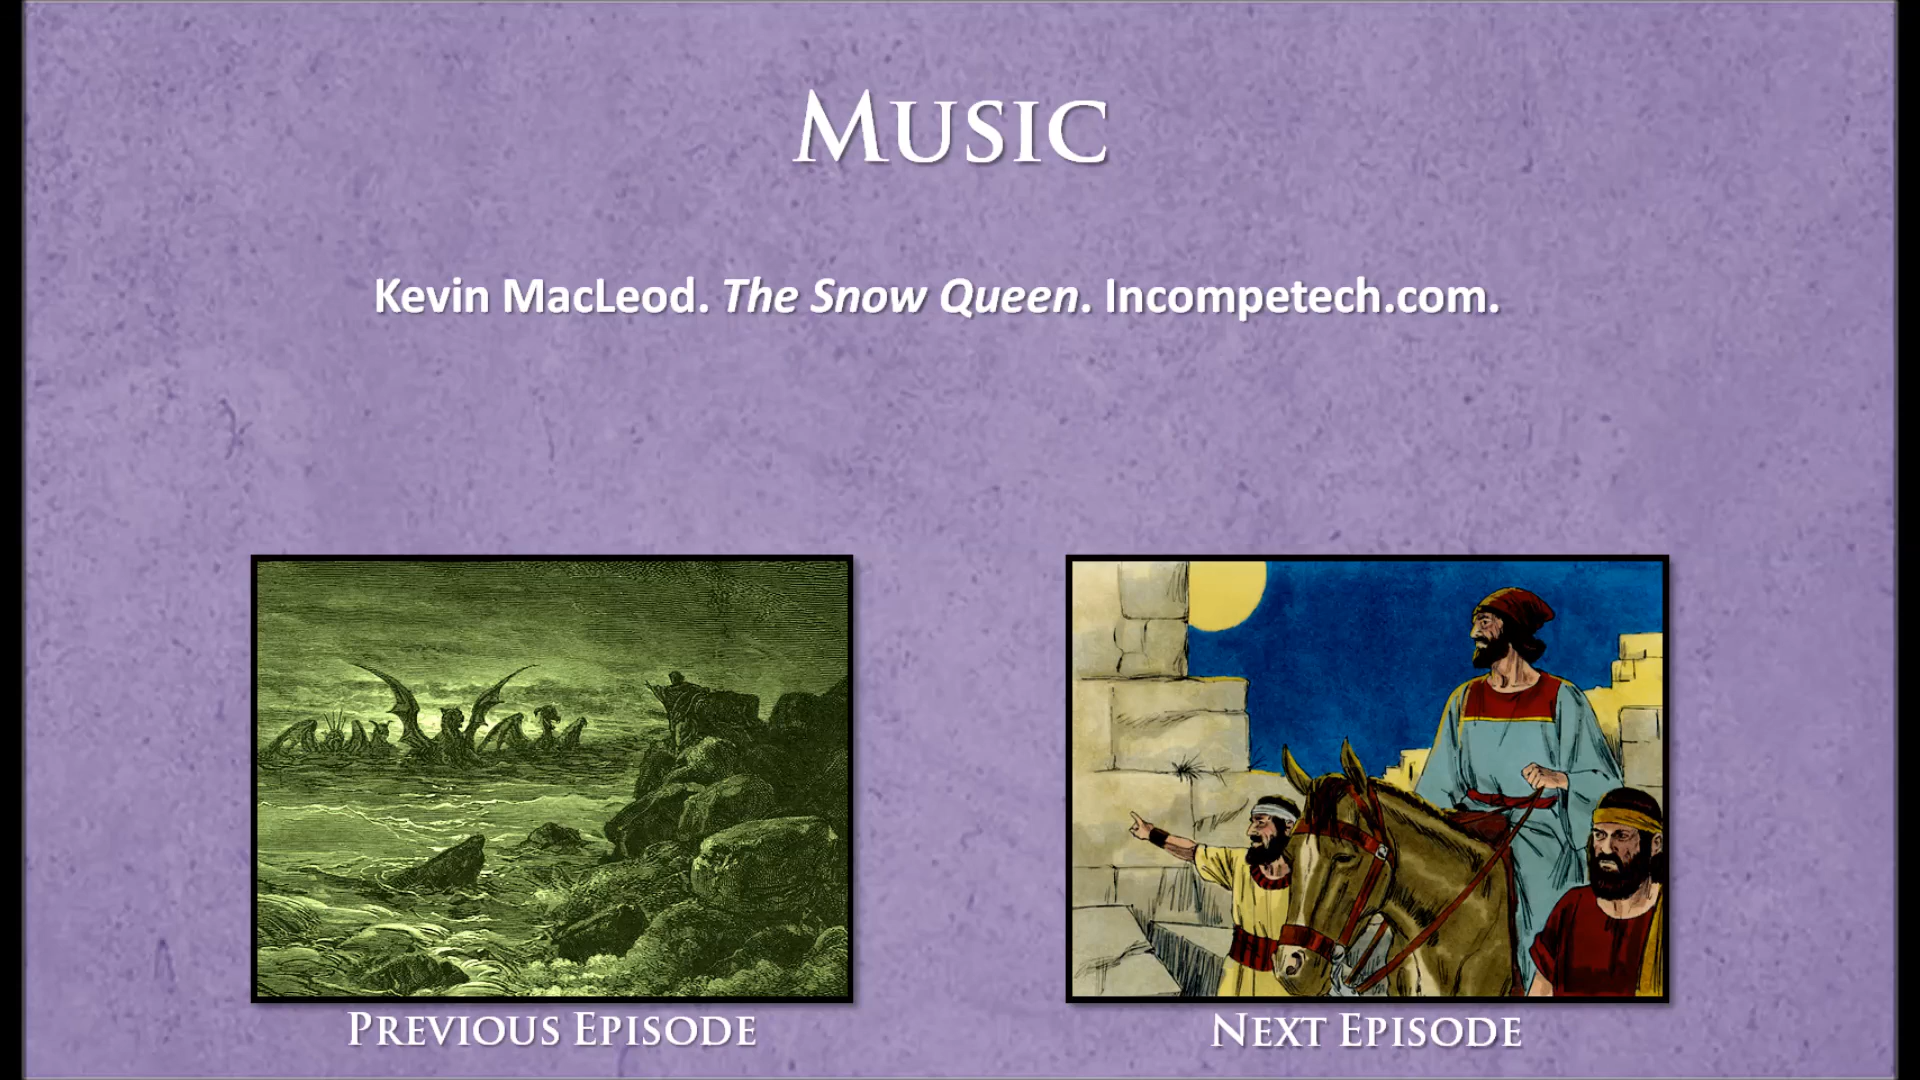 Music
Kevin MacLeod. The Snow Queen. Incompetech.com.
Previous Episode
Next Episode